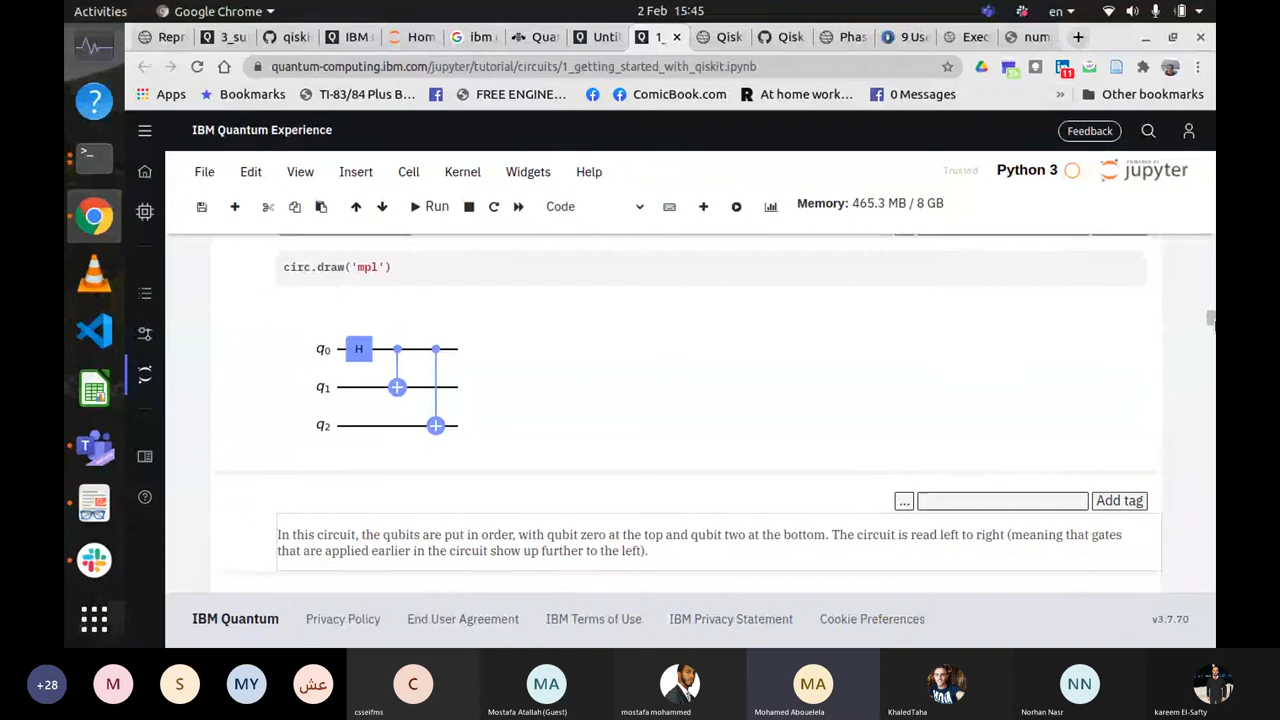 Activities
Google Chrome
2 Feb 15:45
en
Repr
3_su
qiski
IBM (
Hom
ibm
Quar
Unti
1_
Qisk
Qisk
Phas
9 Use
Exec
num
quantum-computing.ibm.com/jupyter/tutorial/circuits/1_getting_started_with_qiskit.ipynb
11
Apps
Bookmarks
TI-83/84 Plus B...
FREE ENGINE...
ComicBook.com
At home work...
0 Messages
»
Other bookmarks
IBM Quantum Experience
Feedback
File
Edit
View
Insert
Cell
Kernel
Widgets
Help
Trusted
Python 3
jupyter
Run
Code
Memory: 465.3 MB / 8 GB
circ.draw('mpl')
q0
H
q1
q2
...
Add tag
In this circuit, the qubits are put in order, with qubit zero at the top and qubit two at the bottom. The circuit is read left to right (meaning that gates
that are applied earlier in the circuit show up further to the left).
IBM Quantum
Privacy Policy
End User Agreement
IBM Terms of Use
IBM Privacy Statement
Cookie Preferences
v3.7.70
+28
M
S
MY
عش
C
MA
MA
NN
csseifms
Mostafa Atallah (Guest)
mostafa mohammed
Mohamed Abouelela
KhaledTaha
Norhan Nasr
kareem El-Safty